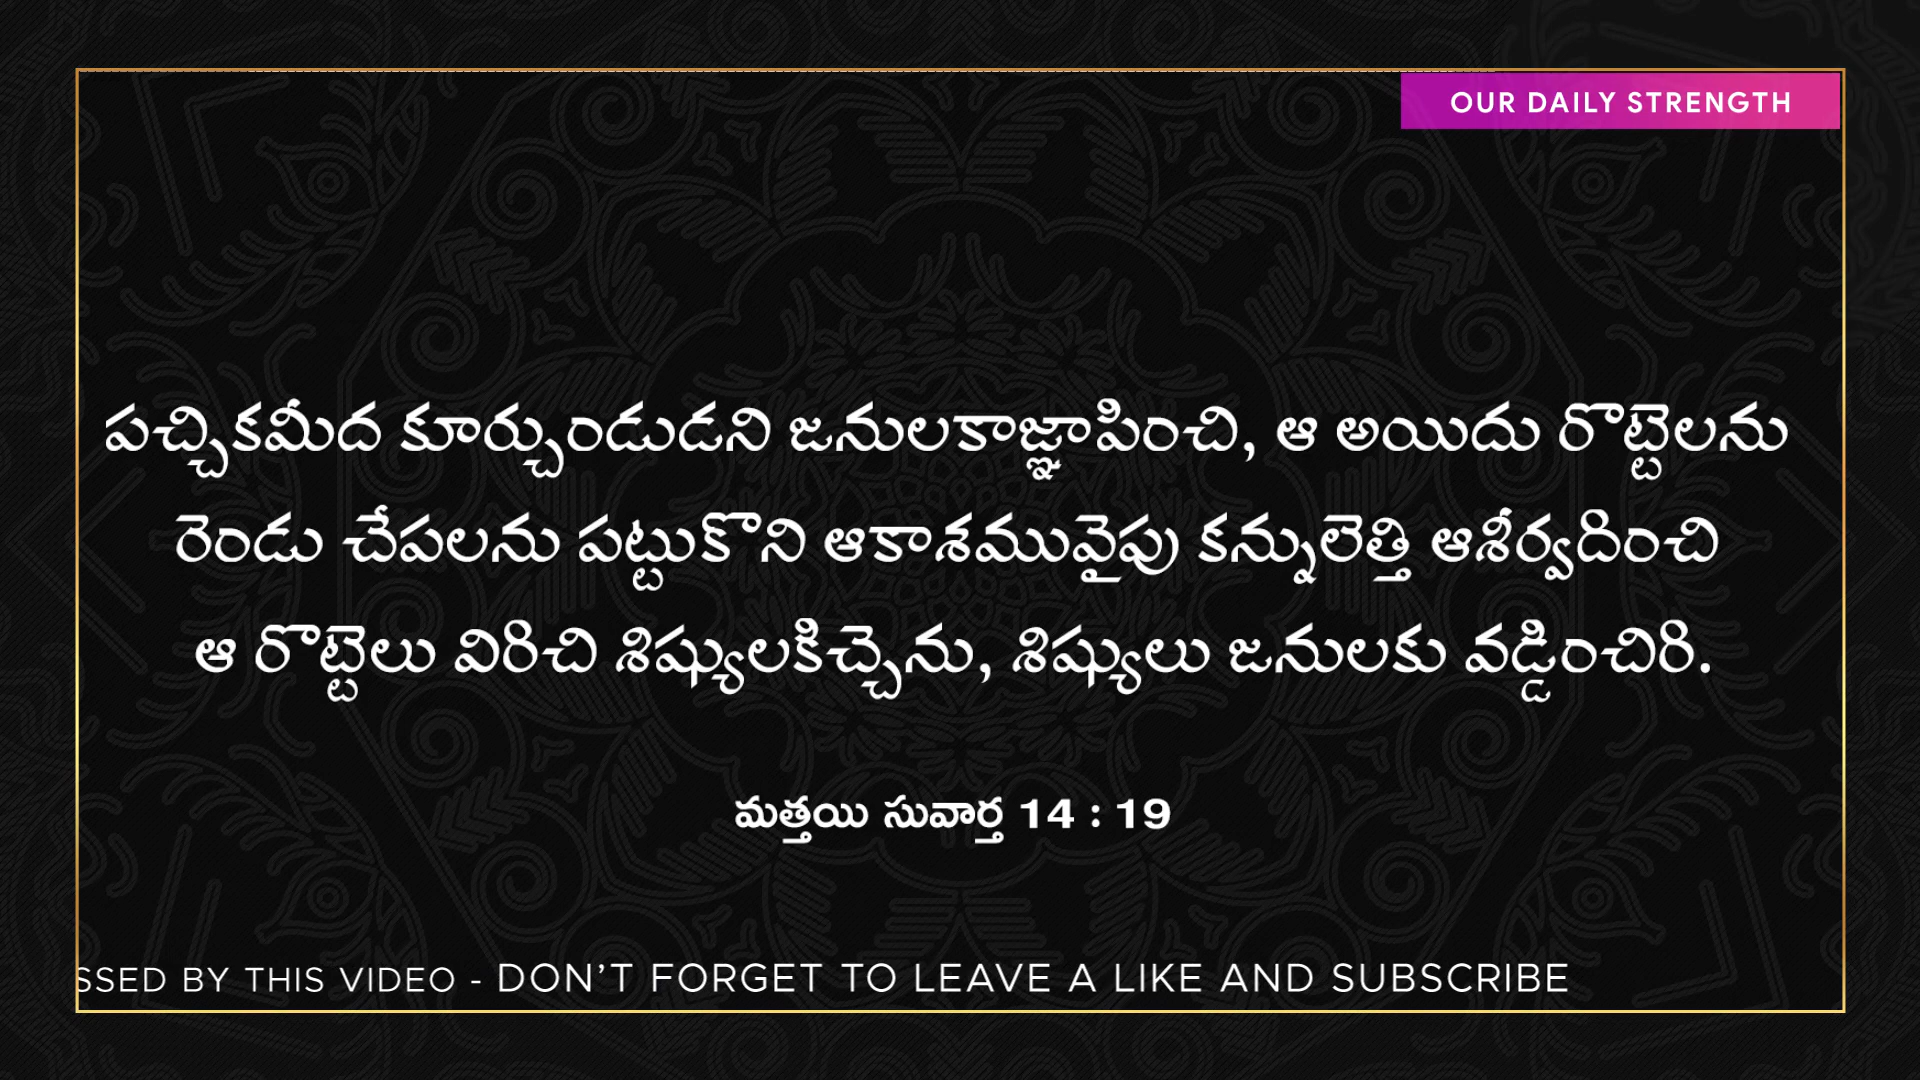 OUR DAILY STRENGTH
పచ్చికమీద కూర్చుండుడని జనులకాజ్ఞాపించి, ఆ అయిదు రొట్టెలను
రెండు చేపలను పట్టుకొని ఆకాశమువైపు కన్నులెత్తి ఆశీర్వదించి
ఆ రొట్టెలు విరిచి శిష్యులకిచ్చెను, శిష్యులు జనులకు వడ్డించిరి.
మత్తయి సువార్త 14 : 19
BY THIS VIDEO - DON'T FORGET TO LEAVE A LIKE AND SUBSCRIBE